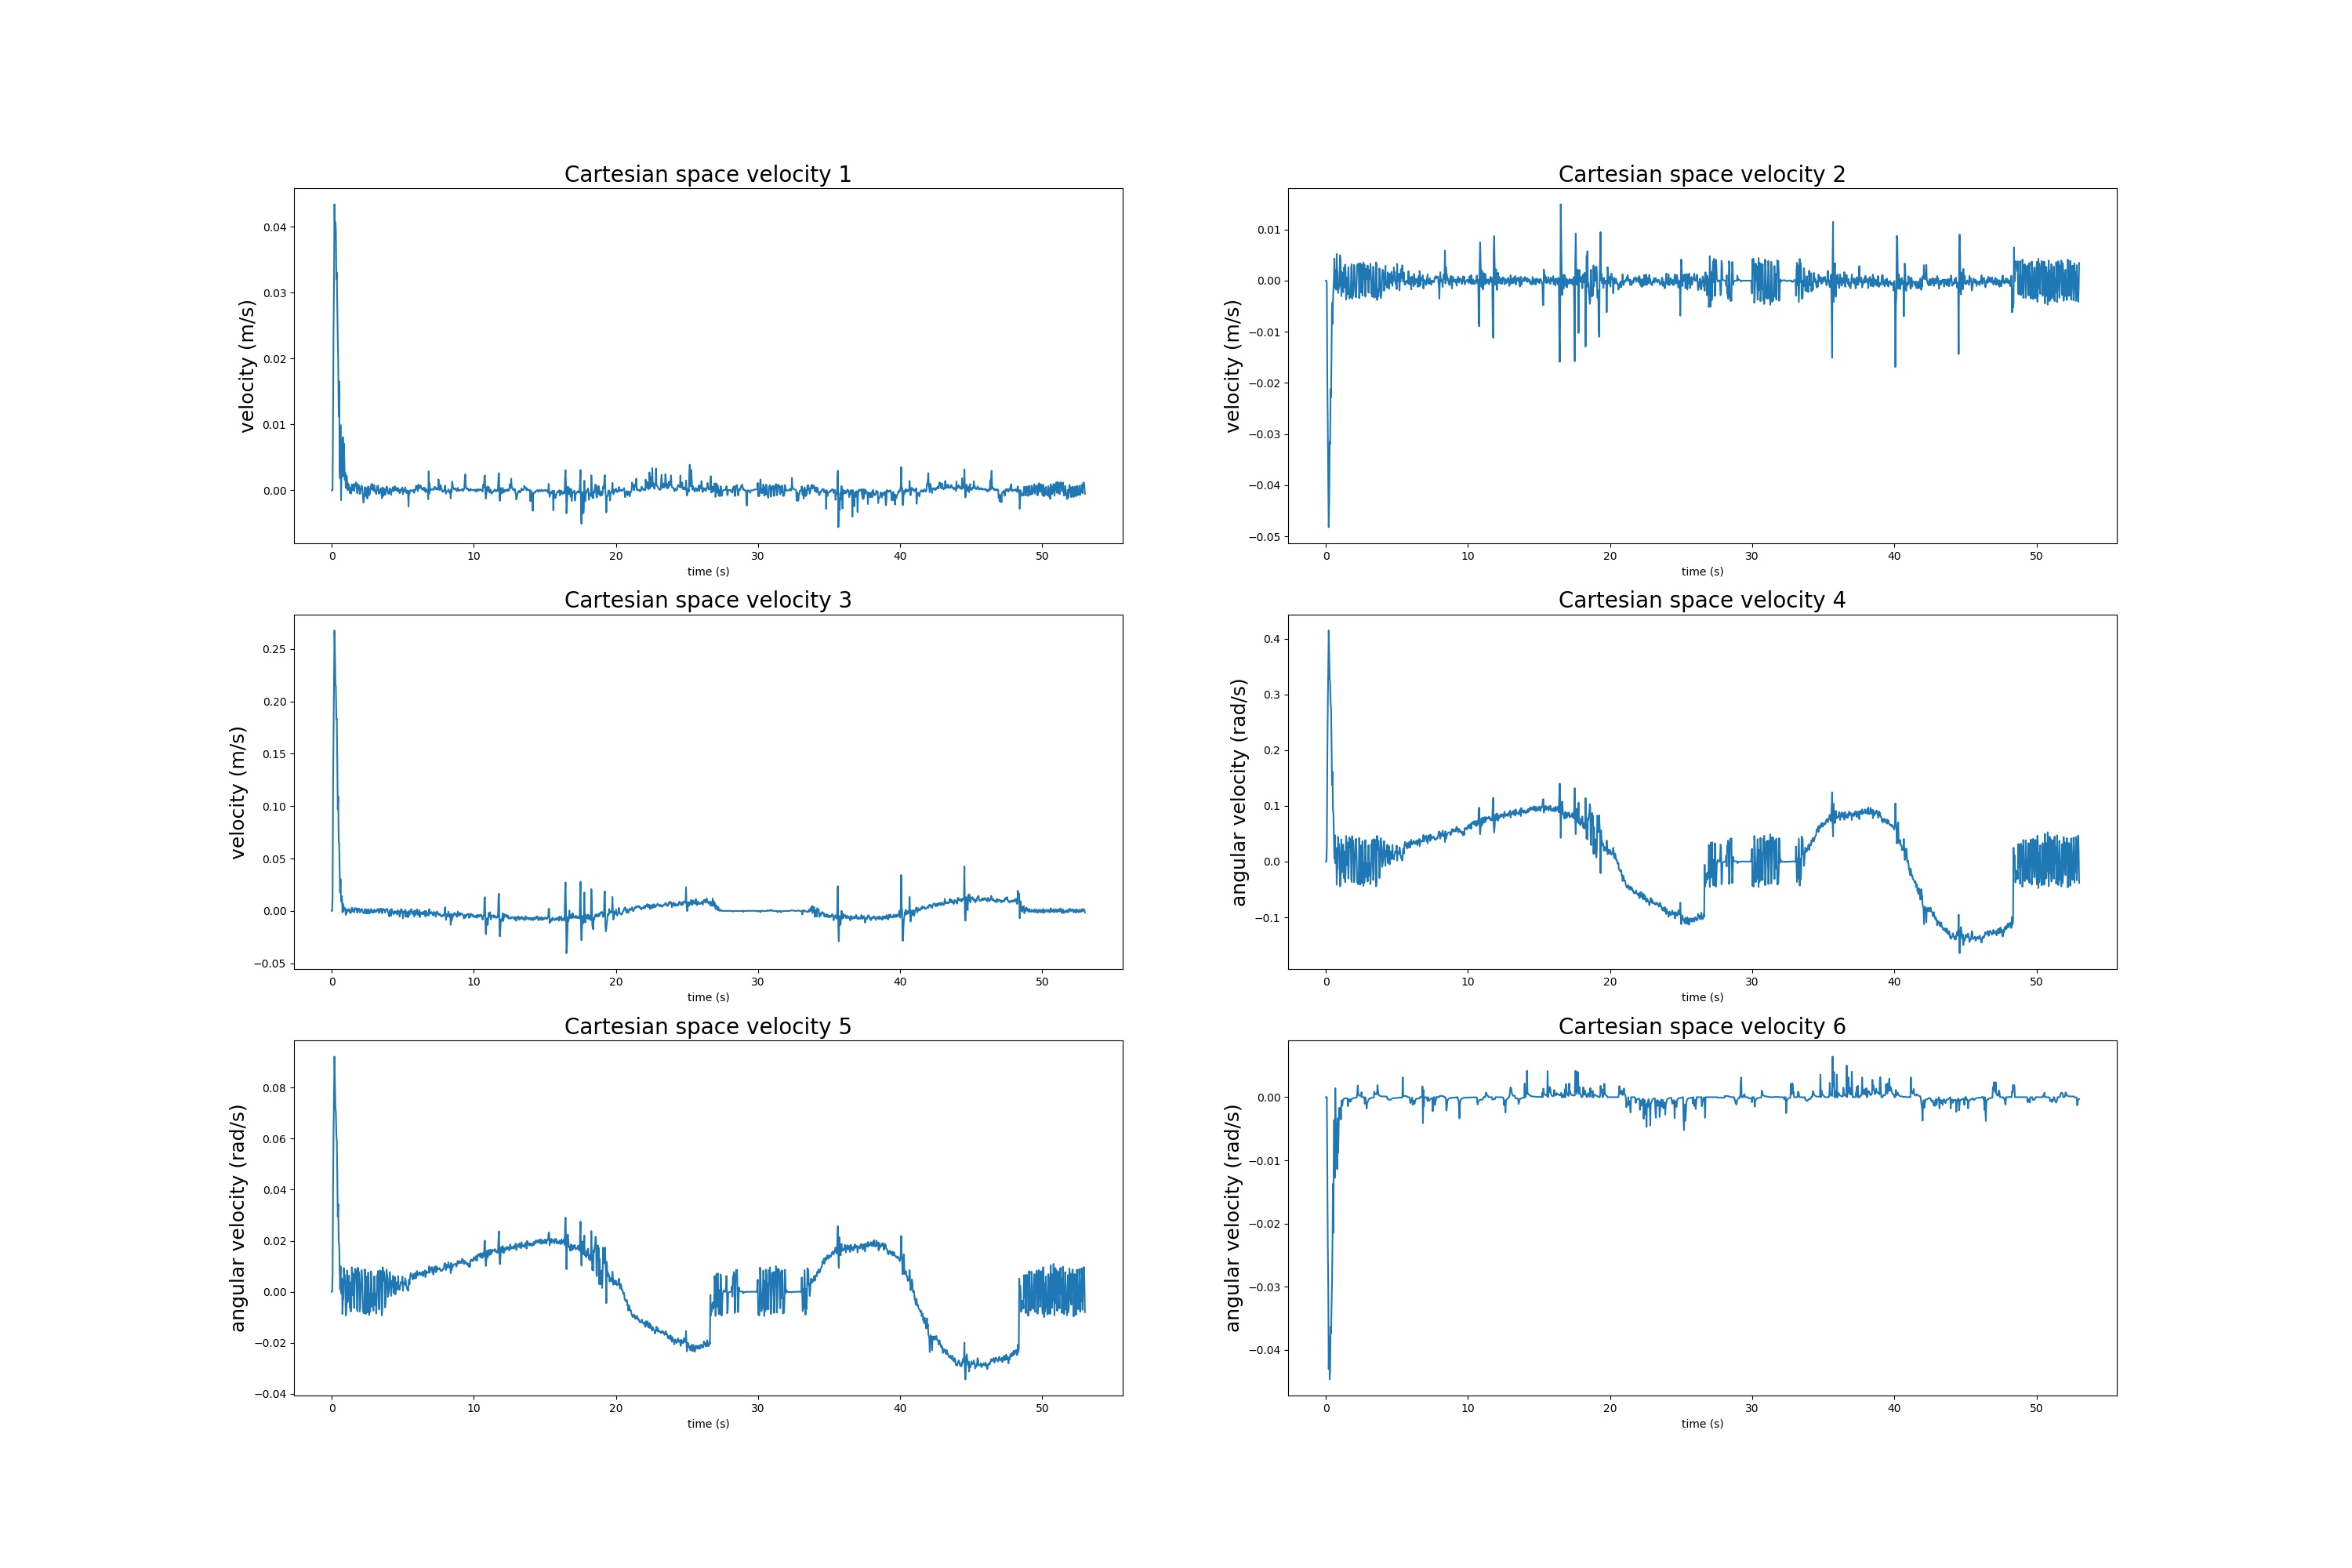 Cartesian space velocity 1
velocity (m/s)
0.04
0.03
0.02
0.01
0.00
0 10 20 30 40 50
time (s)
Cartesian space velocity 2
velocity (m/s)
0.01
0.00
−0.01
−0.02
−0.03
−0.04
−0.05
0 10 20 30 40 50
time (s)
Cartesian space velocity 3
velocity (m/s)
0.25
0.20
0.15
0.10
0.05
0.00
−0.05
0 10 20 30 40 50
time (s)
Cartesian space velocity 4
angular velocity (rad/s)
0.4
0.3
0.2
0.1
0.0
−0.1
0 10 20 30 40 50
time (s)
Cartesian space velocity 5
angular velocity (rad/s)
0.08
0.06
0.04
0.02
0.00
−0.02
−0.04
0 10 20 30 40 50
time (s)
Cartesian space velocity 6
angular velocity (rad/s)
0.00
−0.01
−0.02
−0.03
−0.04
0 10 20 30 40 50
time (s)